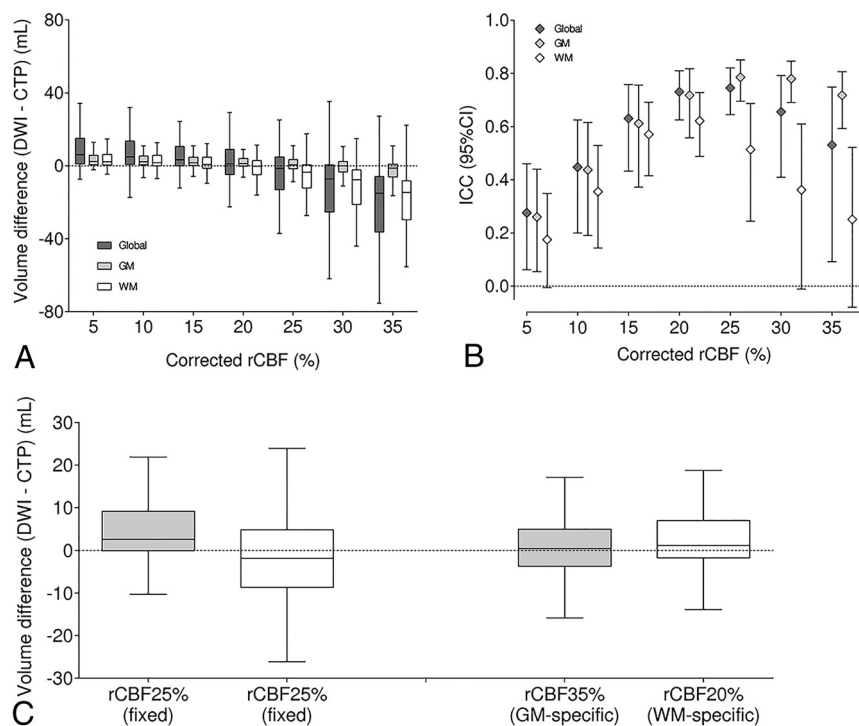 80
40
0
-40
-80
Volume difference (DWI - CTP) (mL)
Global
GM
WM
5 10 15 20 25 30 35
Corrected rCBF (%)
A
1.0
0.8
0.6
0.4
0.2
0.0
ICC (95%CI)
Global
GM
WM
5 10 15 20 25 30 35
Corrected rCBF (%)
B
30
20
10
0
-10
-20
-30
Volume difference (DWI - CTP) (mL)
rCBF25% rCBF25% rCBF35% rCBF20%
(fixed) (fixed) (GM-specific) (WM-specific)
C